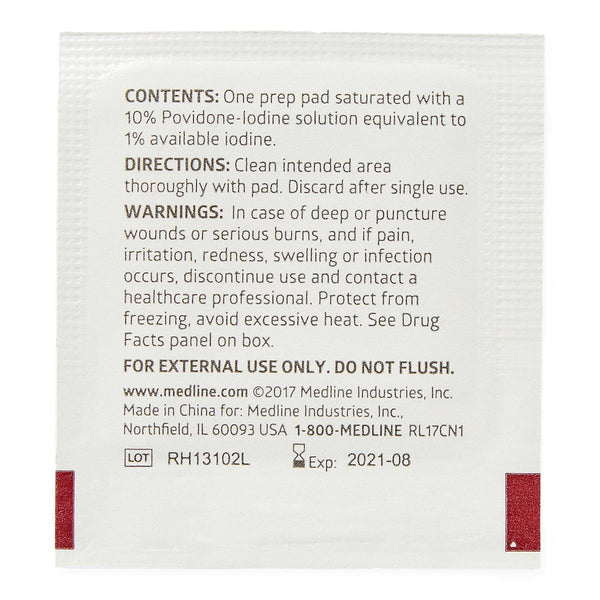 CONTENTS: One prep pad saturated with a
10% Povidone-Iodine solution equivalent to
1% available iodine.
DIRECTIONS: Clean intended area
thoroughly with pad. Discard after single use.
WARNINGS: In case of deep or puncture
wounds or serious burns, and if pain,
irritation, redness, swelling or infection
occurs, discontinue use and contact a
healthcare professional. Protect from
freezing, avoid excessive heat. See Drug
Facts panel on box.
FOR EXTERNAL USE ONLY. DO NOT FLUSH.
www.medline.com ©2017 Medline Industries, Inc.
Made in China for: Medline Industries, Inc.,
Northfield, IL 60093 USA 1-800-MEDLINE RL17CN1
LOT RH13102L Exp: 2021-08